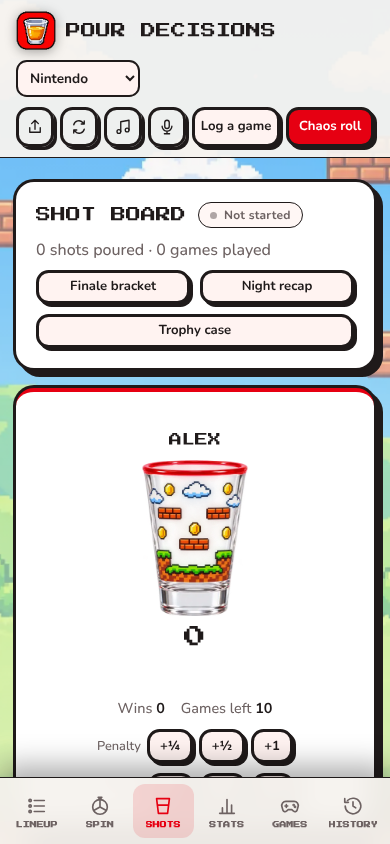 POUR DECISIONS
Nintendo
Log a game
Chaos roll
SHOT BOARD
Not started
0 shots poured · 0 games played
Finale bracket
Night recap
Trophy case
ALEX
0
Wins 0 Games left 10
Penalty +¼ +½ +1
LINEUP SPIN SHOTS STATS GAMES HISTORY